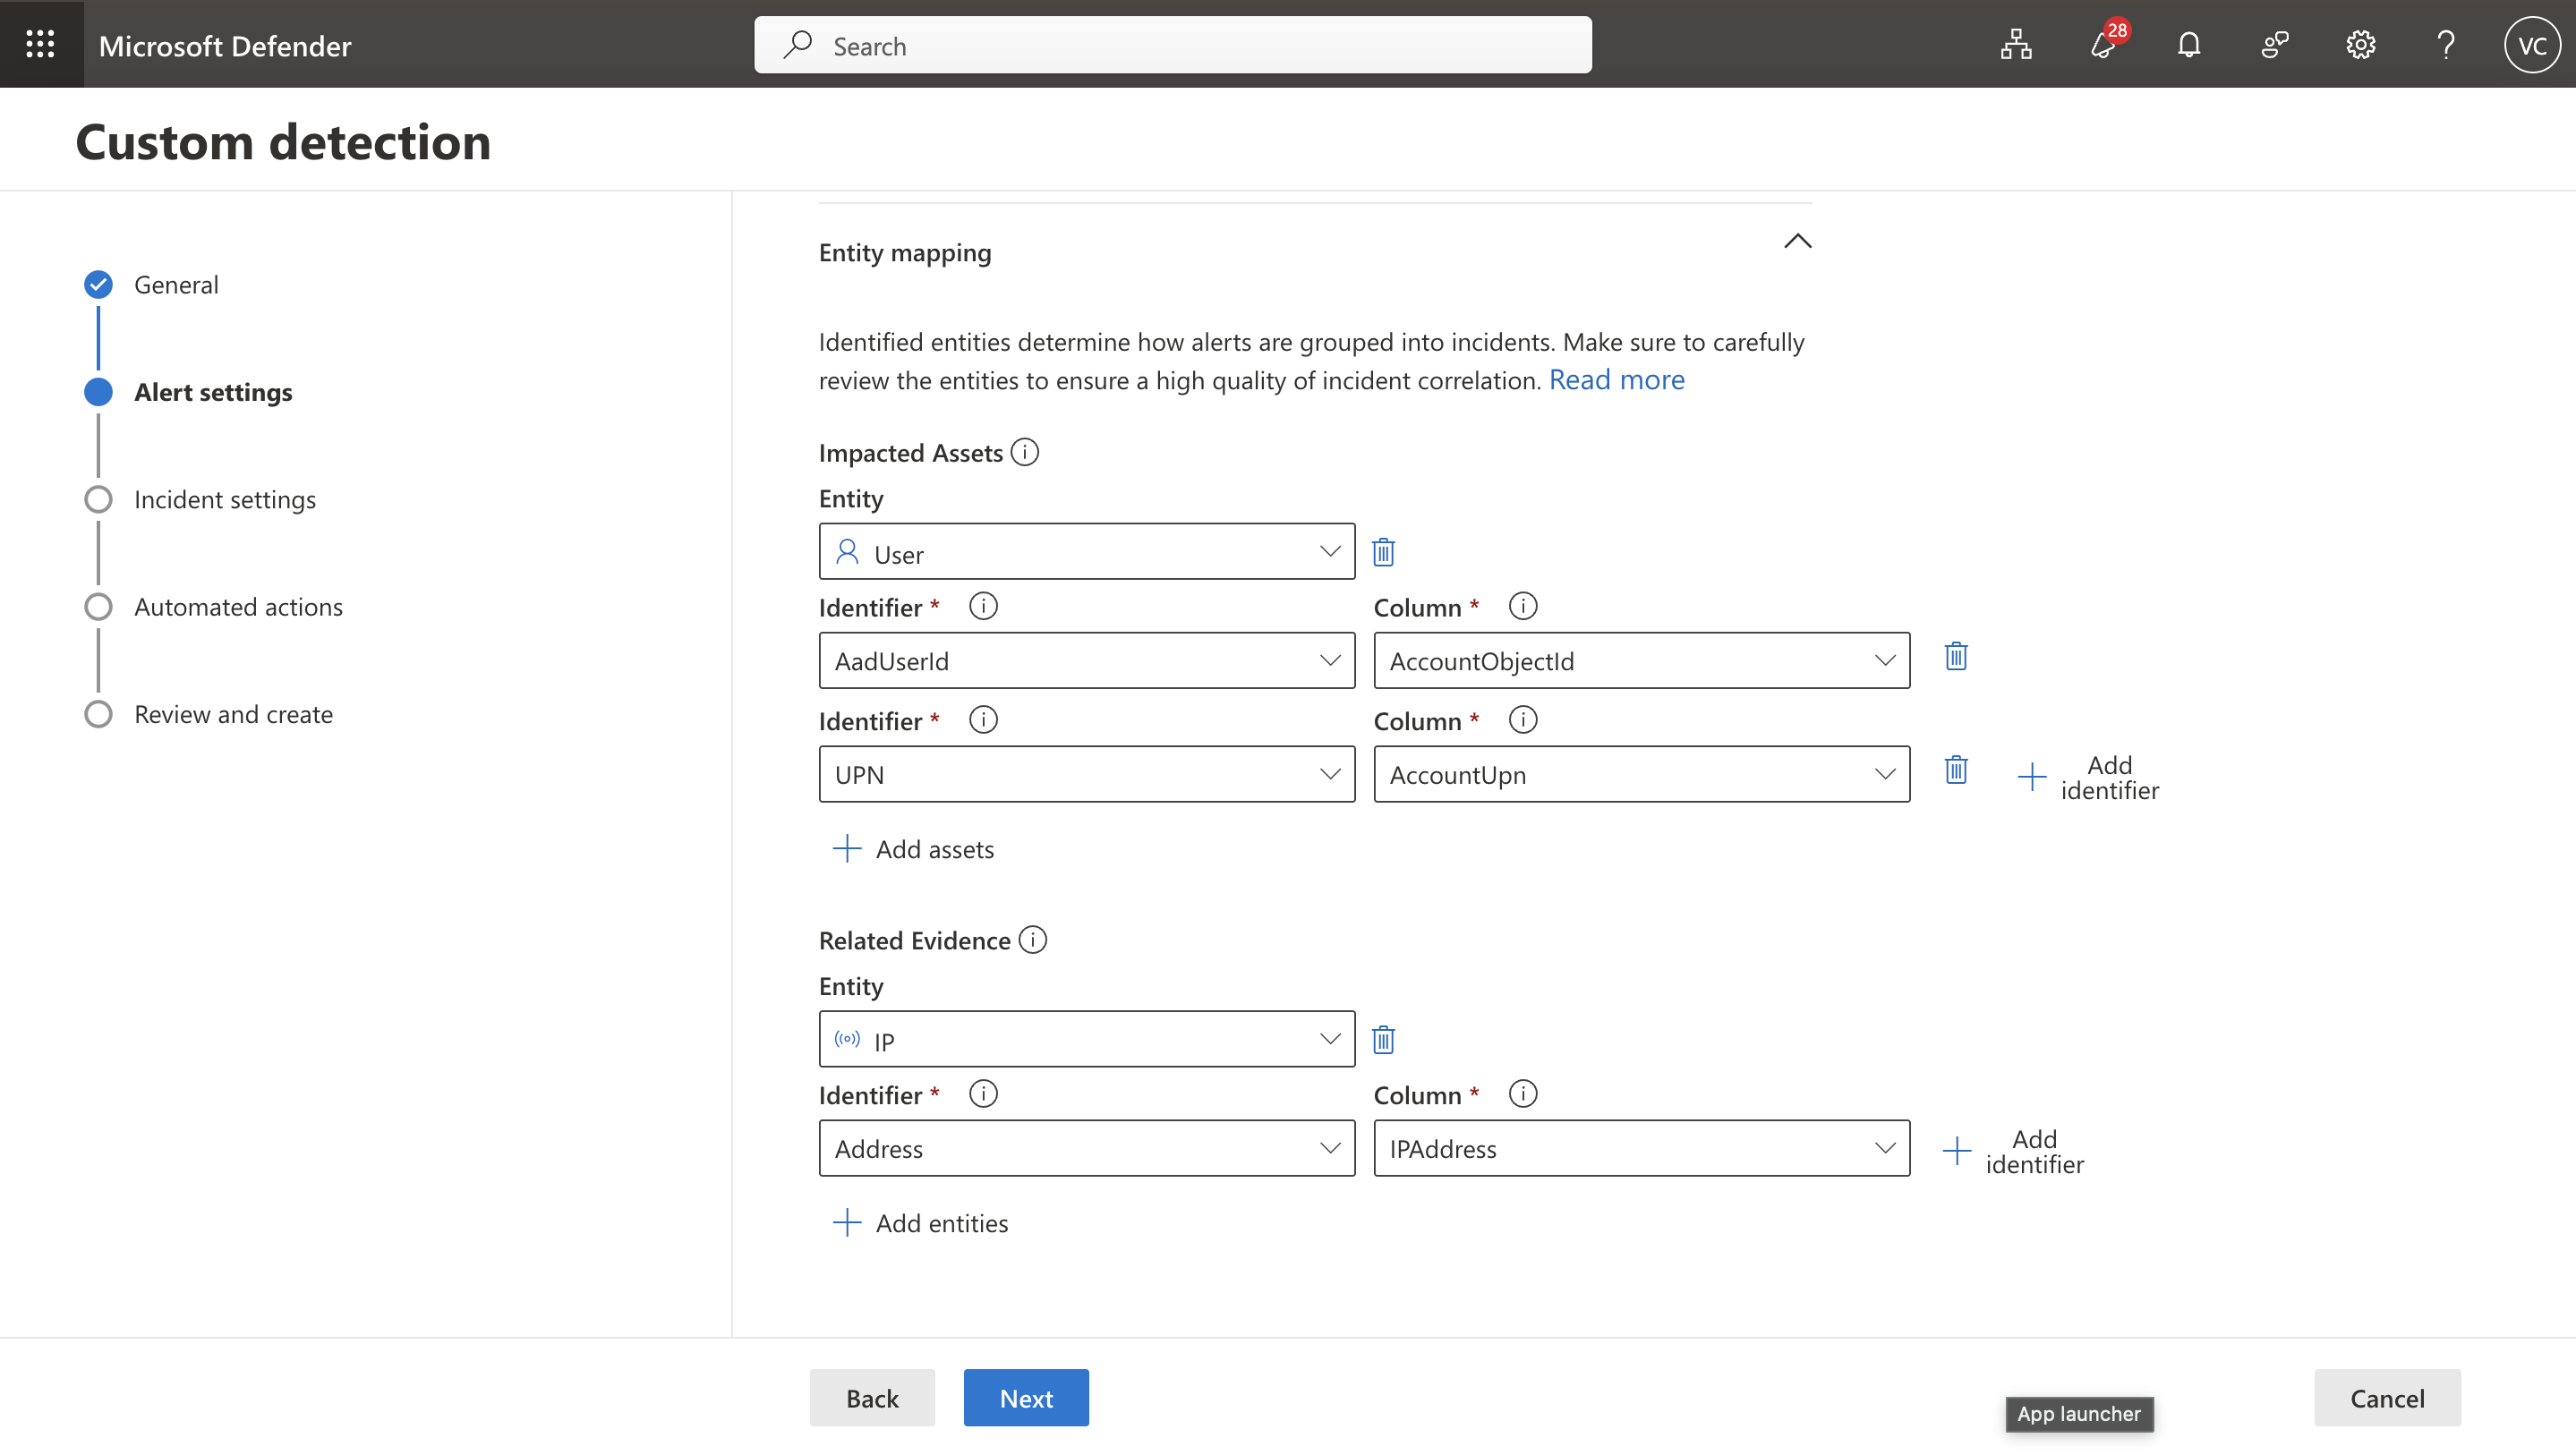 Microsoft Defender
Search
28
VC
Custom detection
General
Alert settings
Incident settings
Automated actions
Review and create
Entity mapping
Identified entities determine how alerts are grouped into incidents. Make sure to carefully
review the entities to ensure a high quality of incident correlation. Read more
Impacted Assets
Entity
User
Identifier * Column *
AadUserId AccountObjectId
Identifier * Column *
UPN AccountUpn
Add
identifier
Add assets
Related Evidence
Entity
IP
Identifier * Column *
Address IPAddress
Add
identifier
Add entities
Back Next Cancel
App launcher